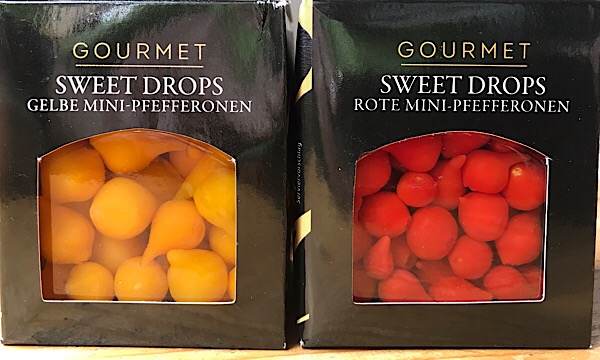 GOURMET
SWEET DROPS
GELBE MINI-PFEFFERONEN
GOURMET
SWEET DROPS
ROTE MINI-PFEFFERONEN